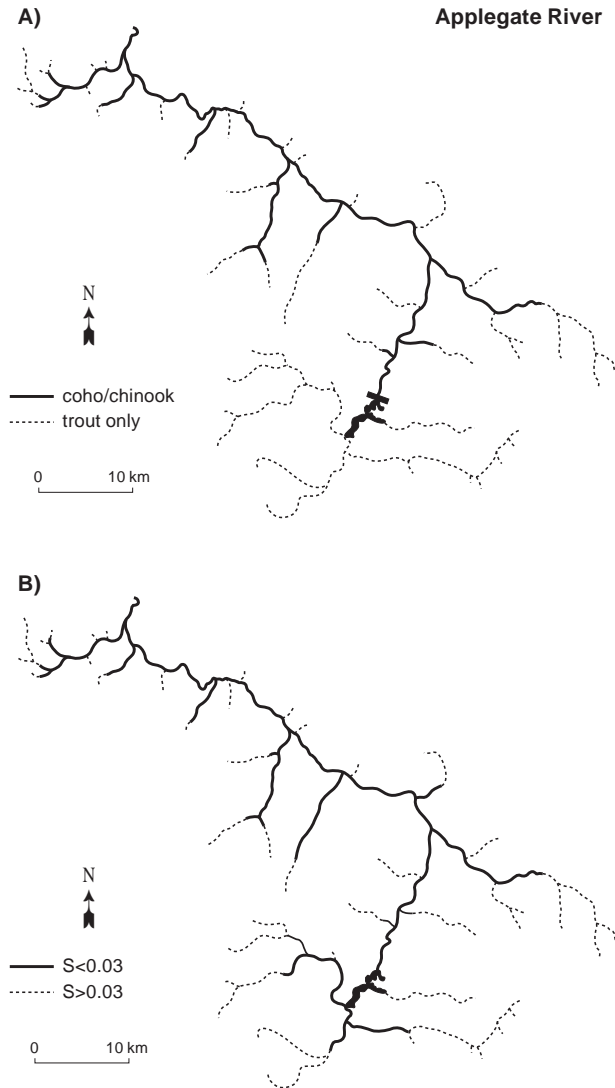 A)
Applegate River
N
coho/chinook
trout only
0 10 km
B)
N
S<0.03
S>0.03
0 10 km